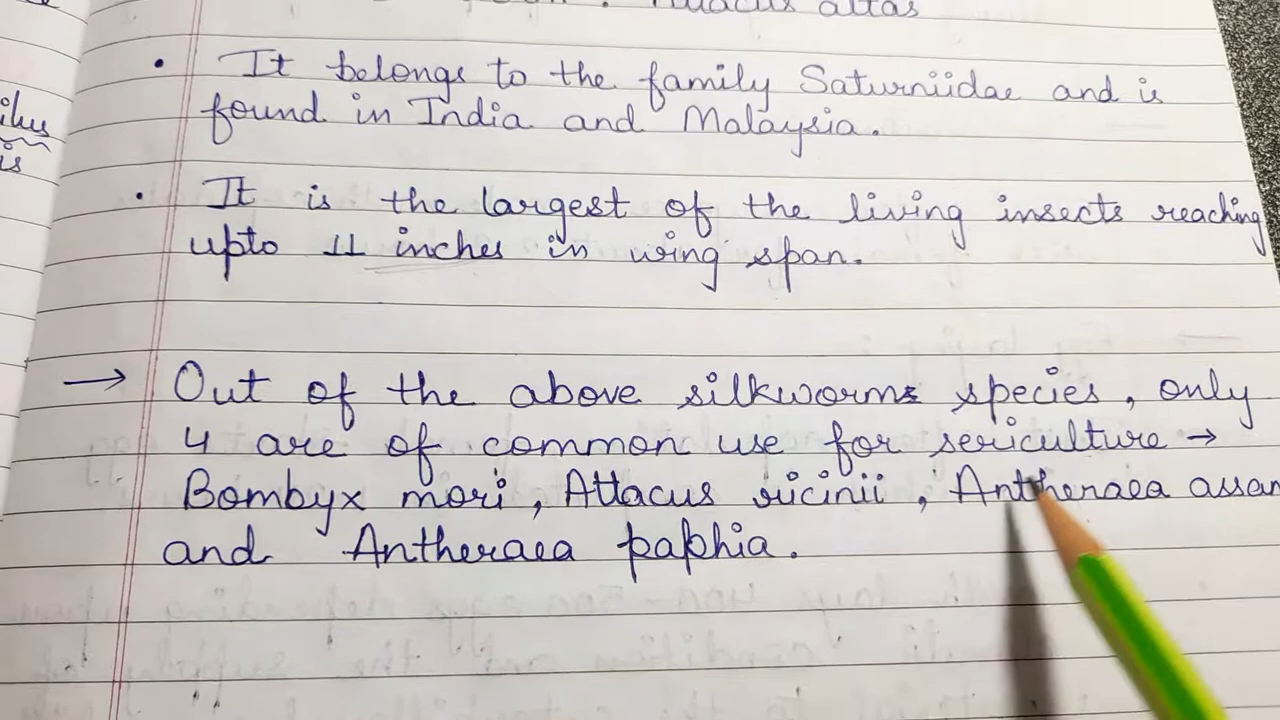 attas
• It belongs to the family Saturniidae and is
found in India and Malaysia.
• It is the largest of the living insects reaching
upto 11 inches in wing span.
→ Out of the above silkworms species, only
4 are of common use for sericulture →
Bombyx mori, Attacus ricinii, Antheraea assam
and Antheraea paphia.
is